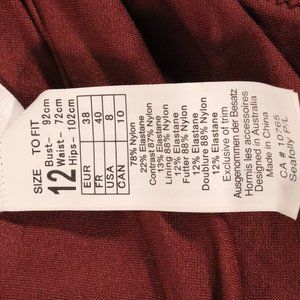 SIZE TO FIT
12
Bust- 92cm
Waist- 72cm
Hips- 102cm
EUR 38
FR 40
USA 8
CAN 10
78% Nylon
22% Elastane
Contrast 87% Nylon
12% Elastane
Lining 88% Nylon
12% Elastane
Futter 88% Nylon
12% Elastane
Doublure 88% Nylon
12% Elastane
Exclusive of trim
Ausgenommen der Besatz
Hormis les accessoires
Designed in Australia
Made in China
CA #
Seafolly P/L